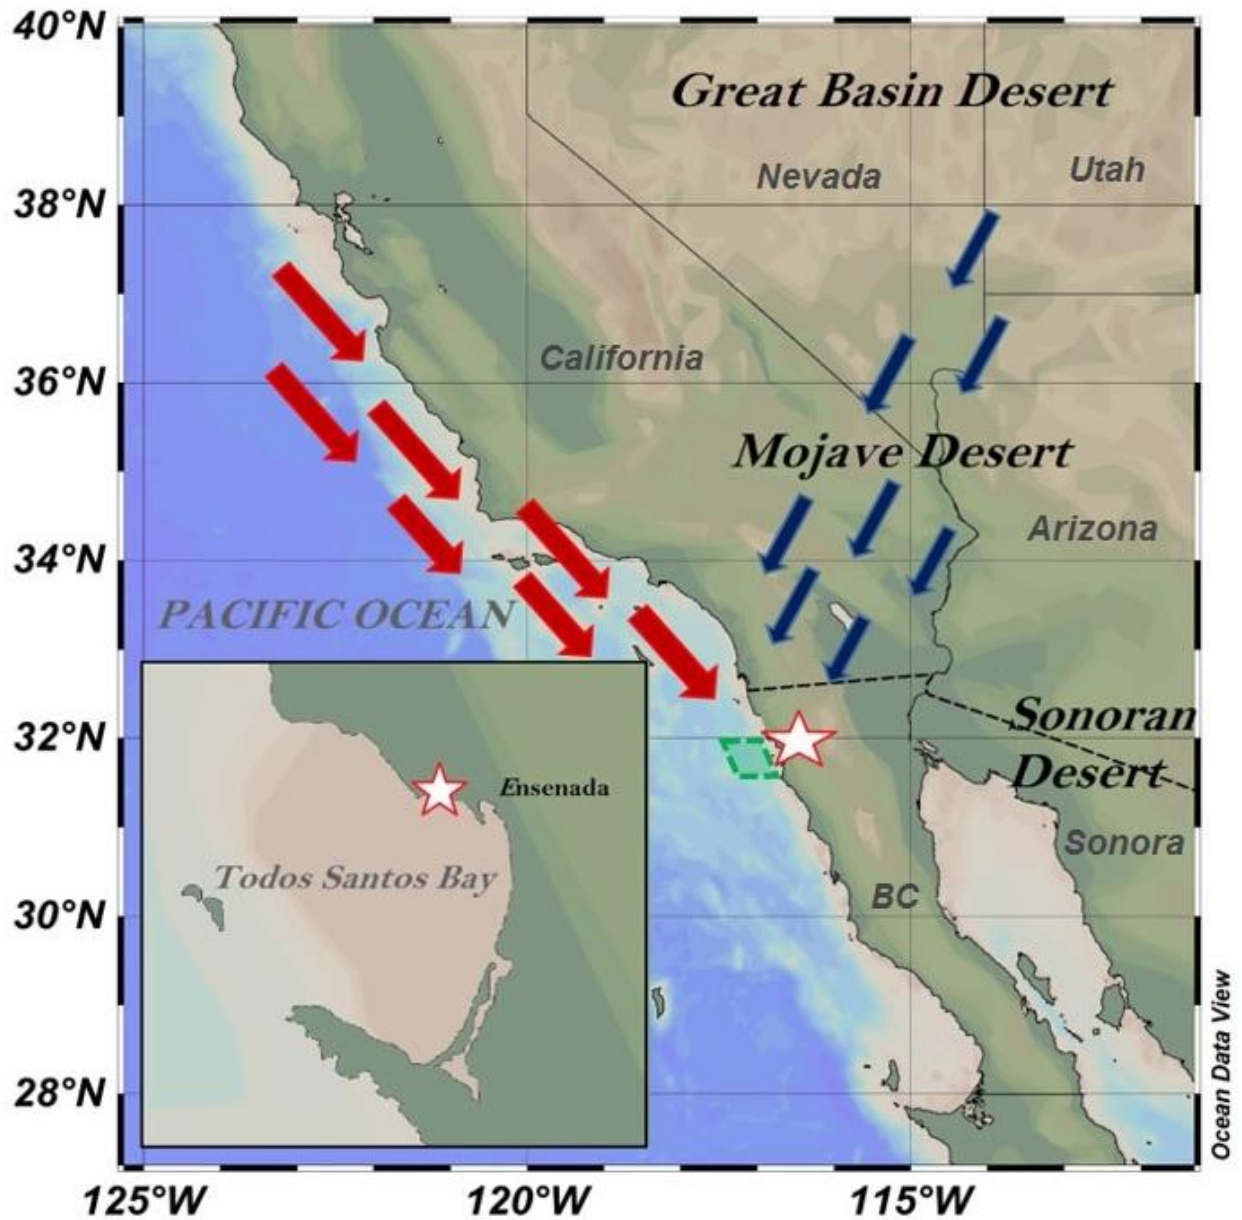 40°N
Great Basin Desert
Nevada
Utah
38°N
California
36°N
Mojave Desert
Arizona
34°N
PACIFIC OCEAN
32°N
Sonoran
Desert
Ensenada
Sonora
Todos Santos Bay
BC
30°N
28°N
Ocean Data View
125°W
120°W
115°W